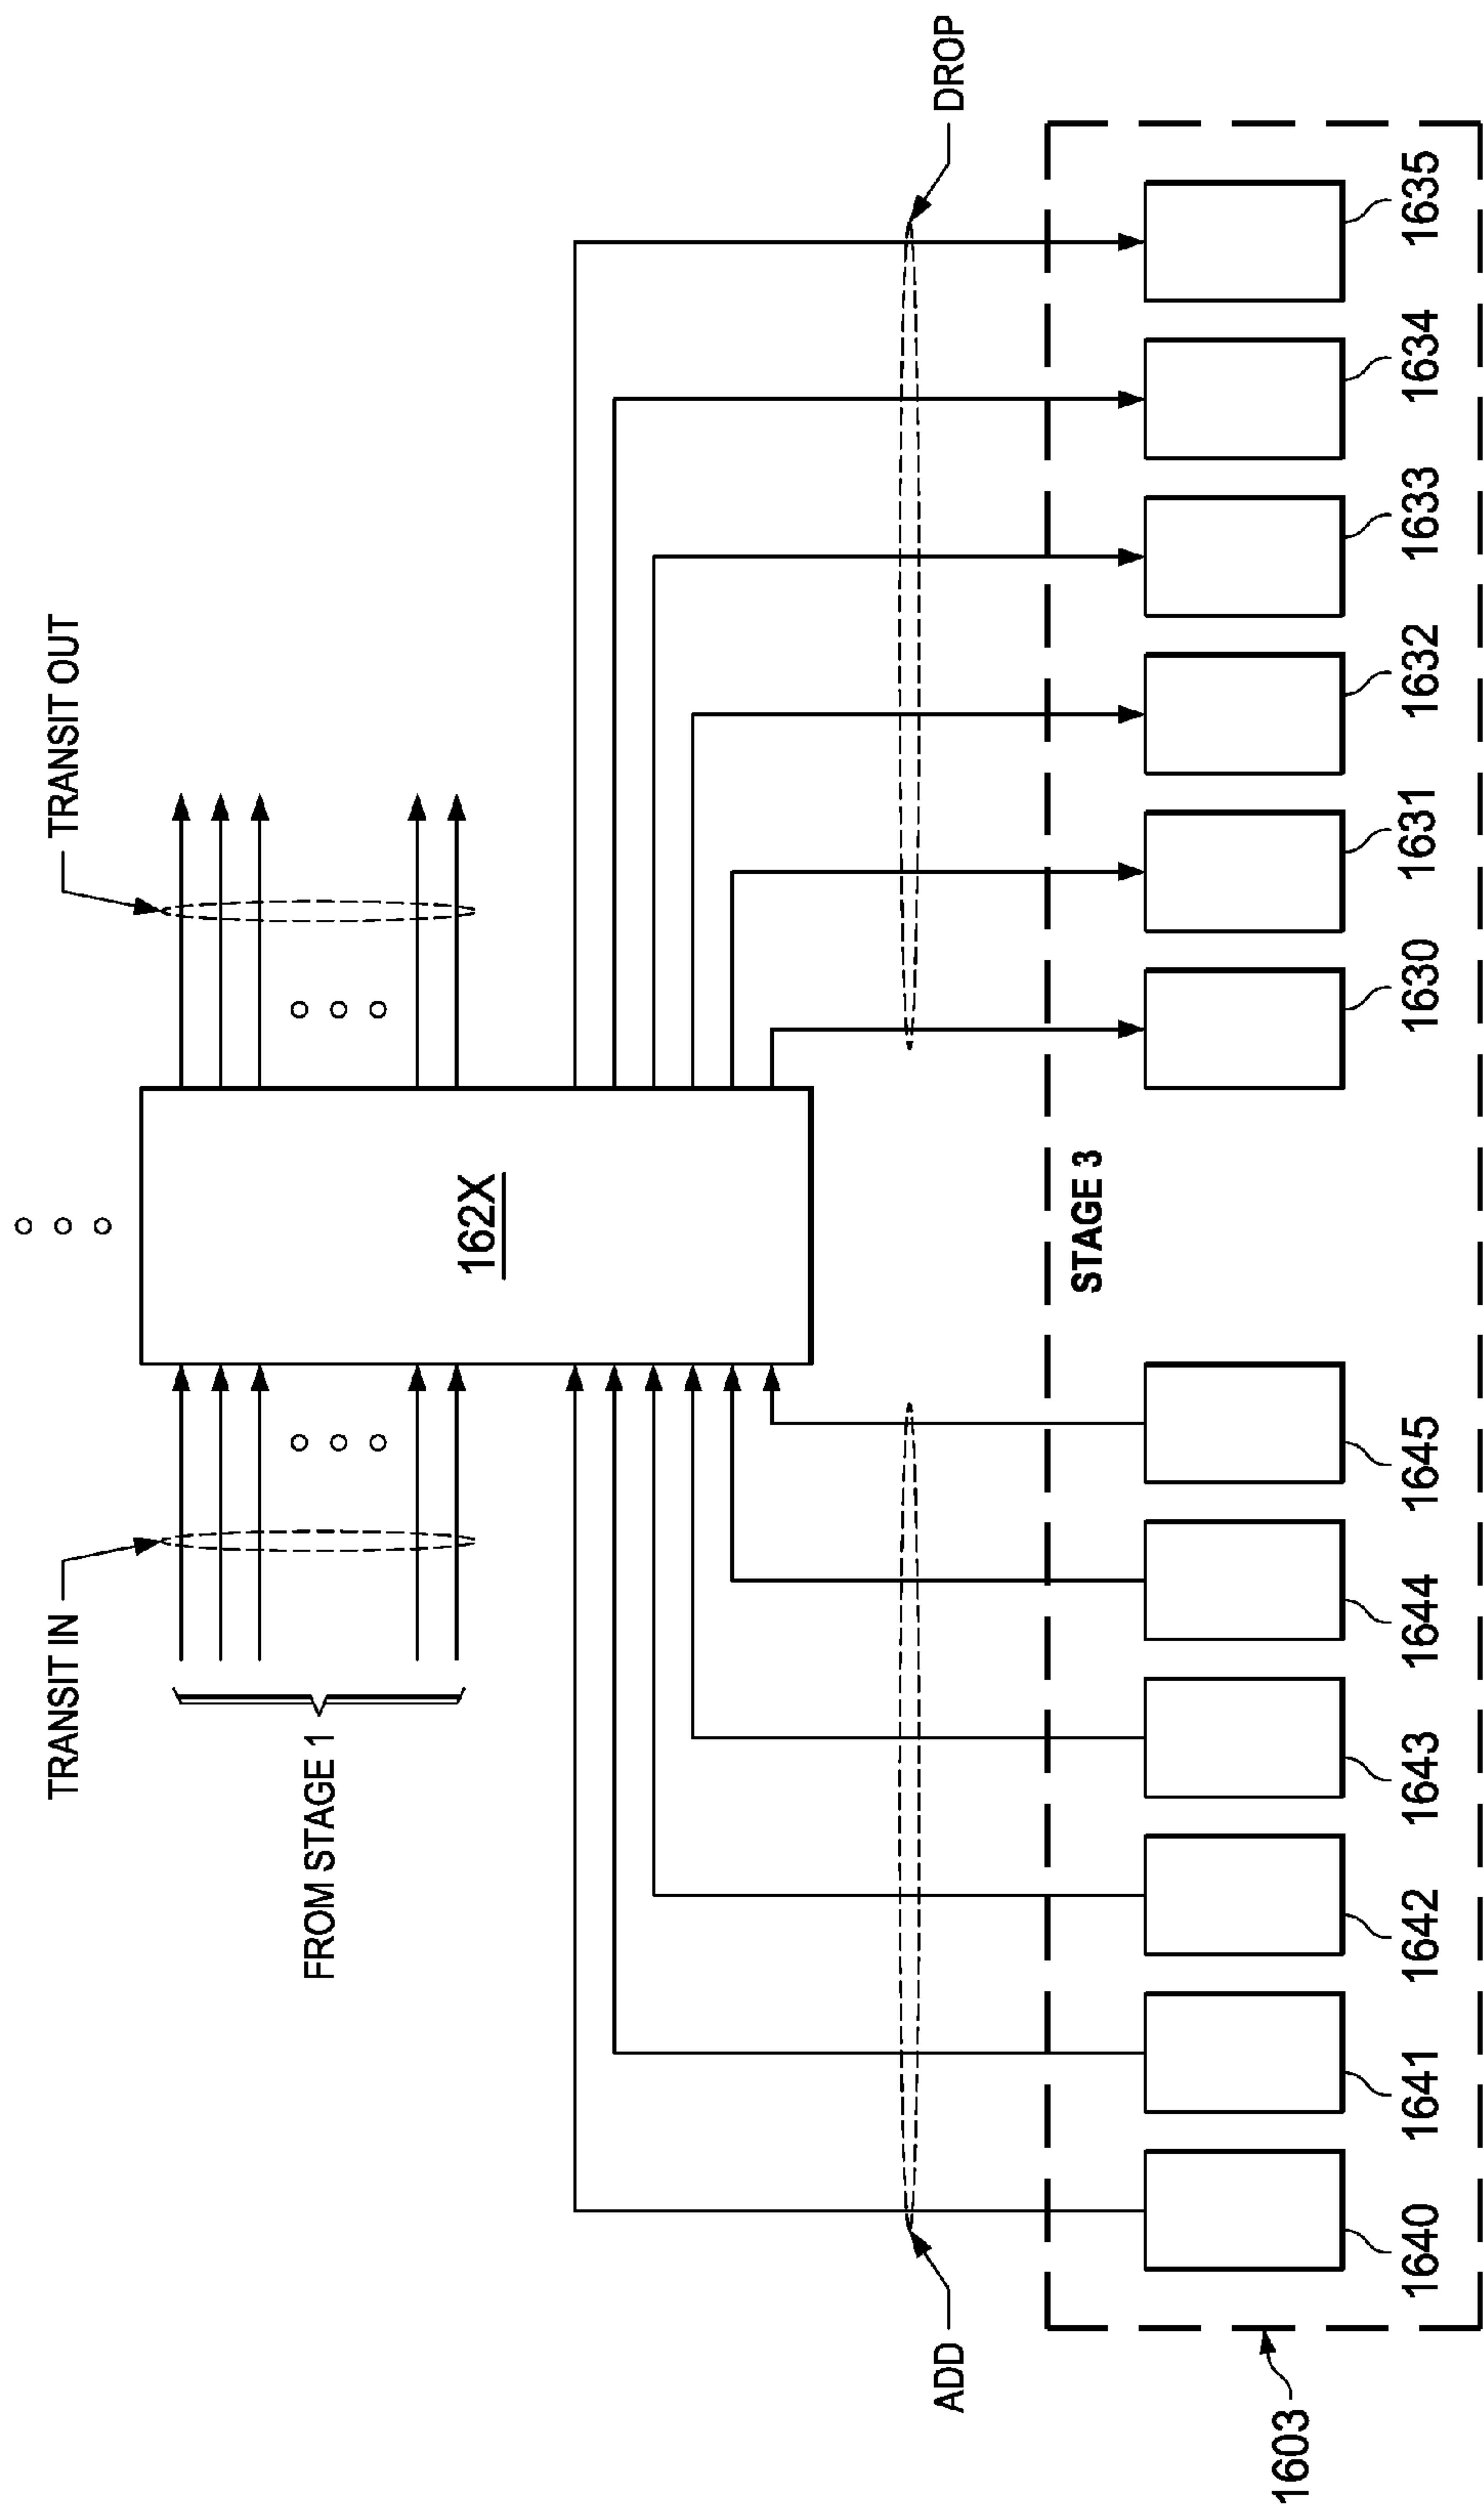 TRANSIT IN
TRANSIT OUT
FROM STAGE 1
162X
ADD
DROP
STAGE 3
1603
1640
1641
1642
1643
1644
1645
1630
1631
1632
1633
1634
1635